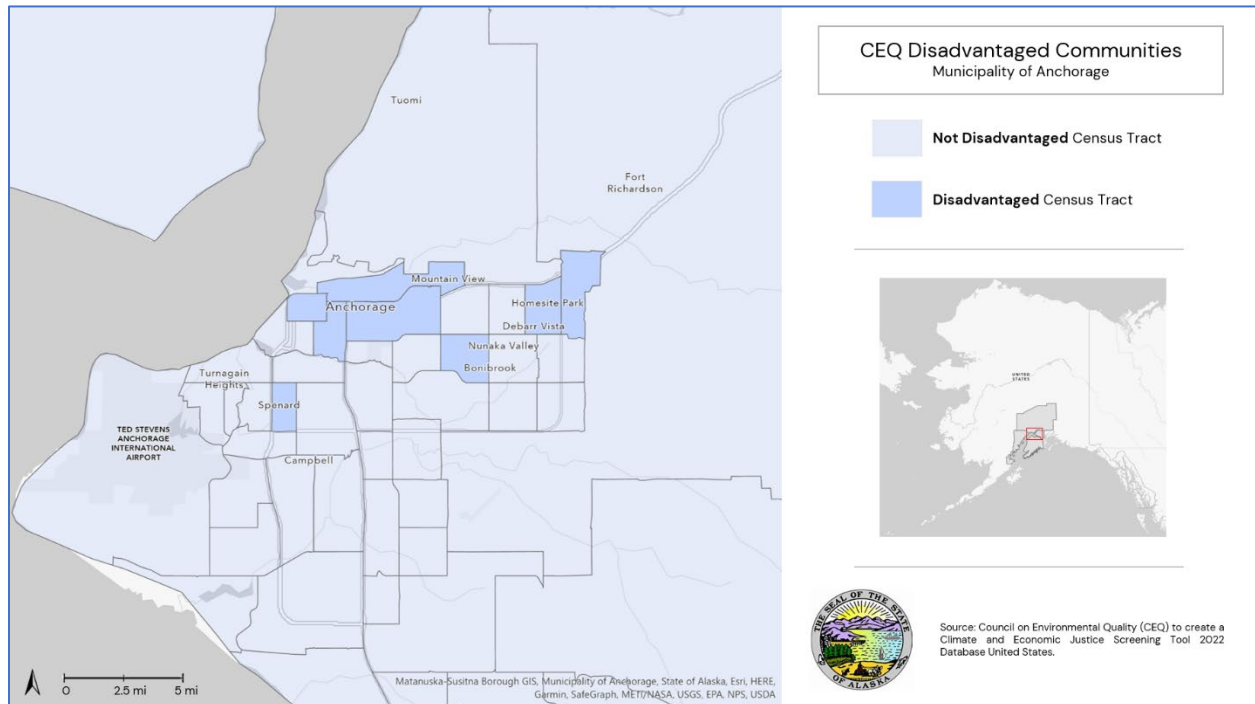 Tuomi
Fort
Richardson
Mountain View
Anchorage
Homesite Park
Debarr Vista
Nunaka Valley
Bonibrook
Turnagain
Heights
Spenard
TED STEVENS
ANCHORAGE
INTERNATIONAL
AIRPORT
Campbell
0 2.5 mi 5 mi
Matanuska-Susitna Borough GIS, Municipality of Anchorage, State of Alaska, Esri, HERE,
Garmin, SafeGraph, METI/NASA, USGS, EPA, NPS, USDA
CEQ Disadvantaged Communities
Municipality of Anchorage
Not Disadvantaged Census Tract
Disadvantaged Census Tract
UNITED
STATES
THE SEAL OF THE STATE
OF ALASKA
Source: Council on Environmental Quality (CEQ) to create a
Climate and Economic Justice Screening Tool 2022
Database United States.